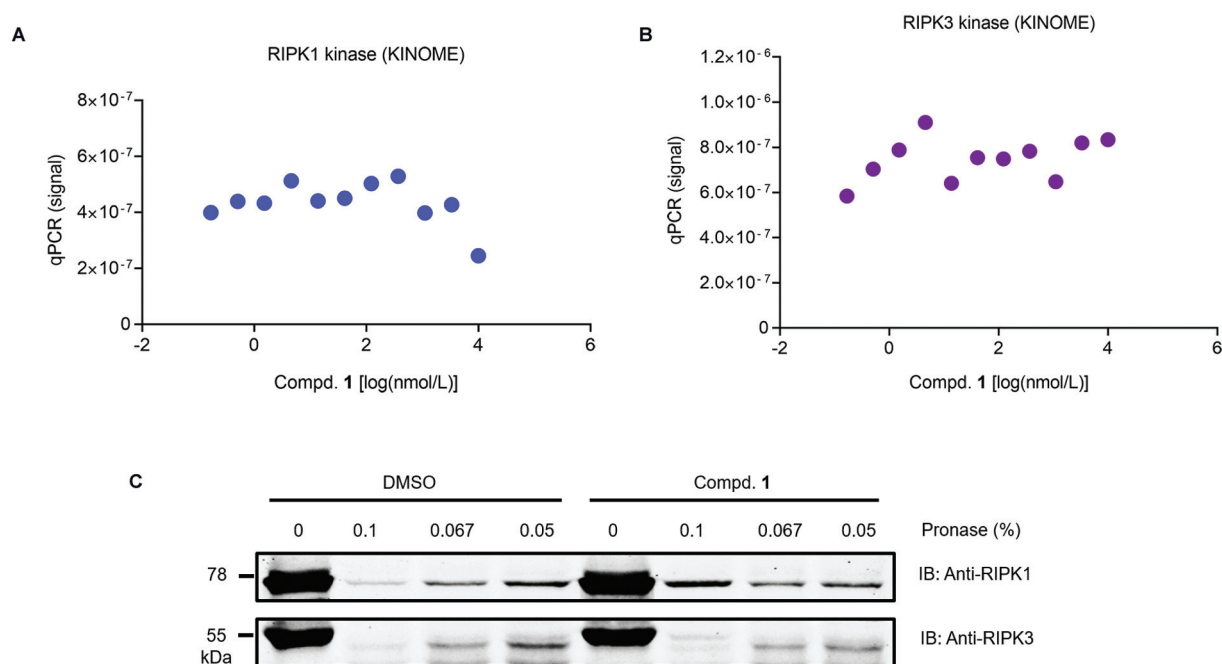 A
RIPK1 kinase (KINOME)
8×10-7
6×10-7
4×10-7
2×10-7
0
qPCR (signal)
-2 0 2 4 6
Compd. 1 [log(nmol/L)]
B
RIPK3 kinase (KINOME)
1.2×10-6
1.0×10-6
8.0×10-7
6.0×10-7
4.0×10-7
2.0×10-7
0
qPCR (signal)
-2 0 2 4 6
Compd. 1 [log(nmol/L)]
C
DMSO Compd. 1
0 0.1 0.067 0.05 0 0.1 0.067 0.05 Pronase (%)
78 IB: Anti-RIPK1
55 IB: Anti-RIPK3
kDa